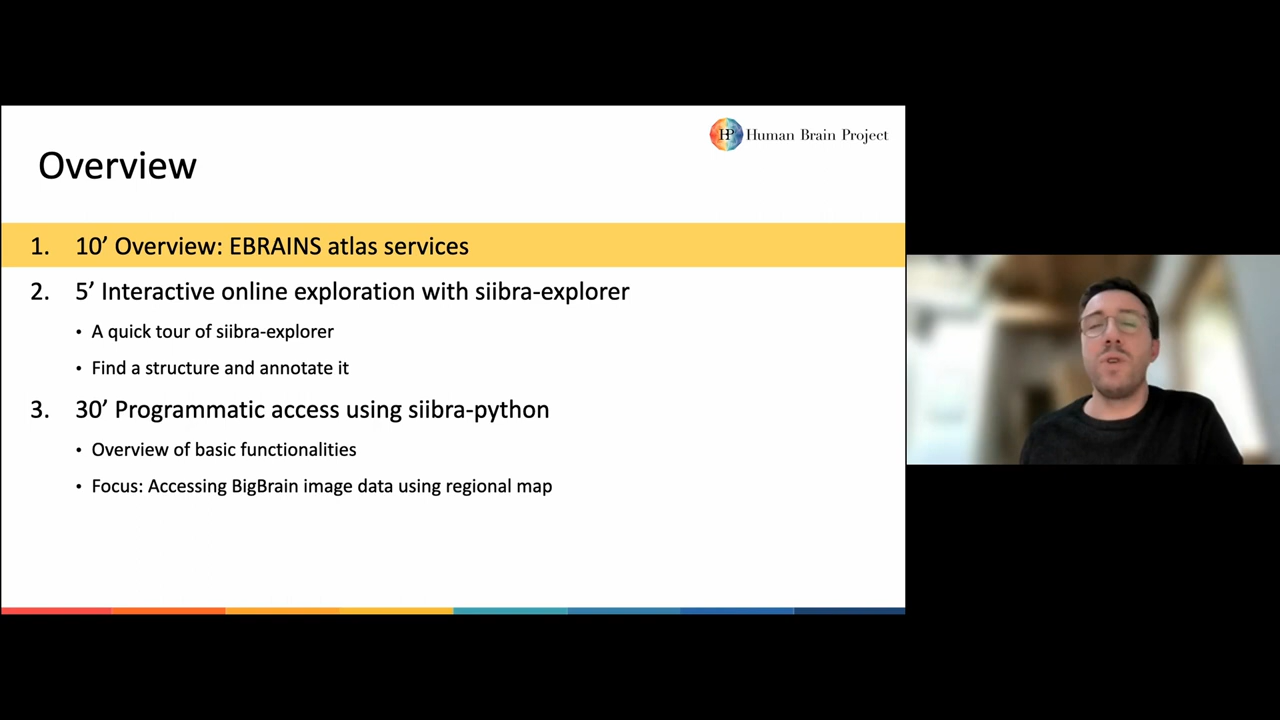 HP Human Brain Project
Overview
1. 10’ Overview: EBRAINS atlas services
2. 5’ Interactive online exploration with siibra-explorer
• A quick tour of siibra-explorer
• Find a structure and annotate it
3. 30’ Programmatic access using siibra-python
• Overview of basic functionalities
• Focus: Accessing BigBrain image data using regional map